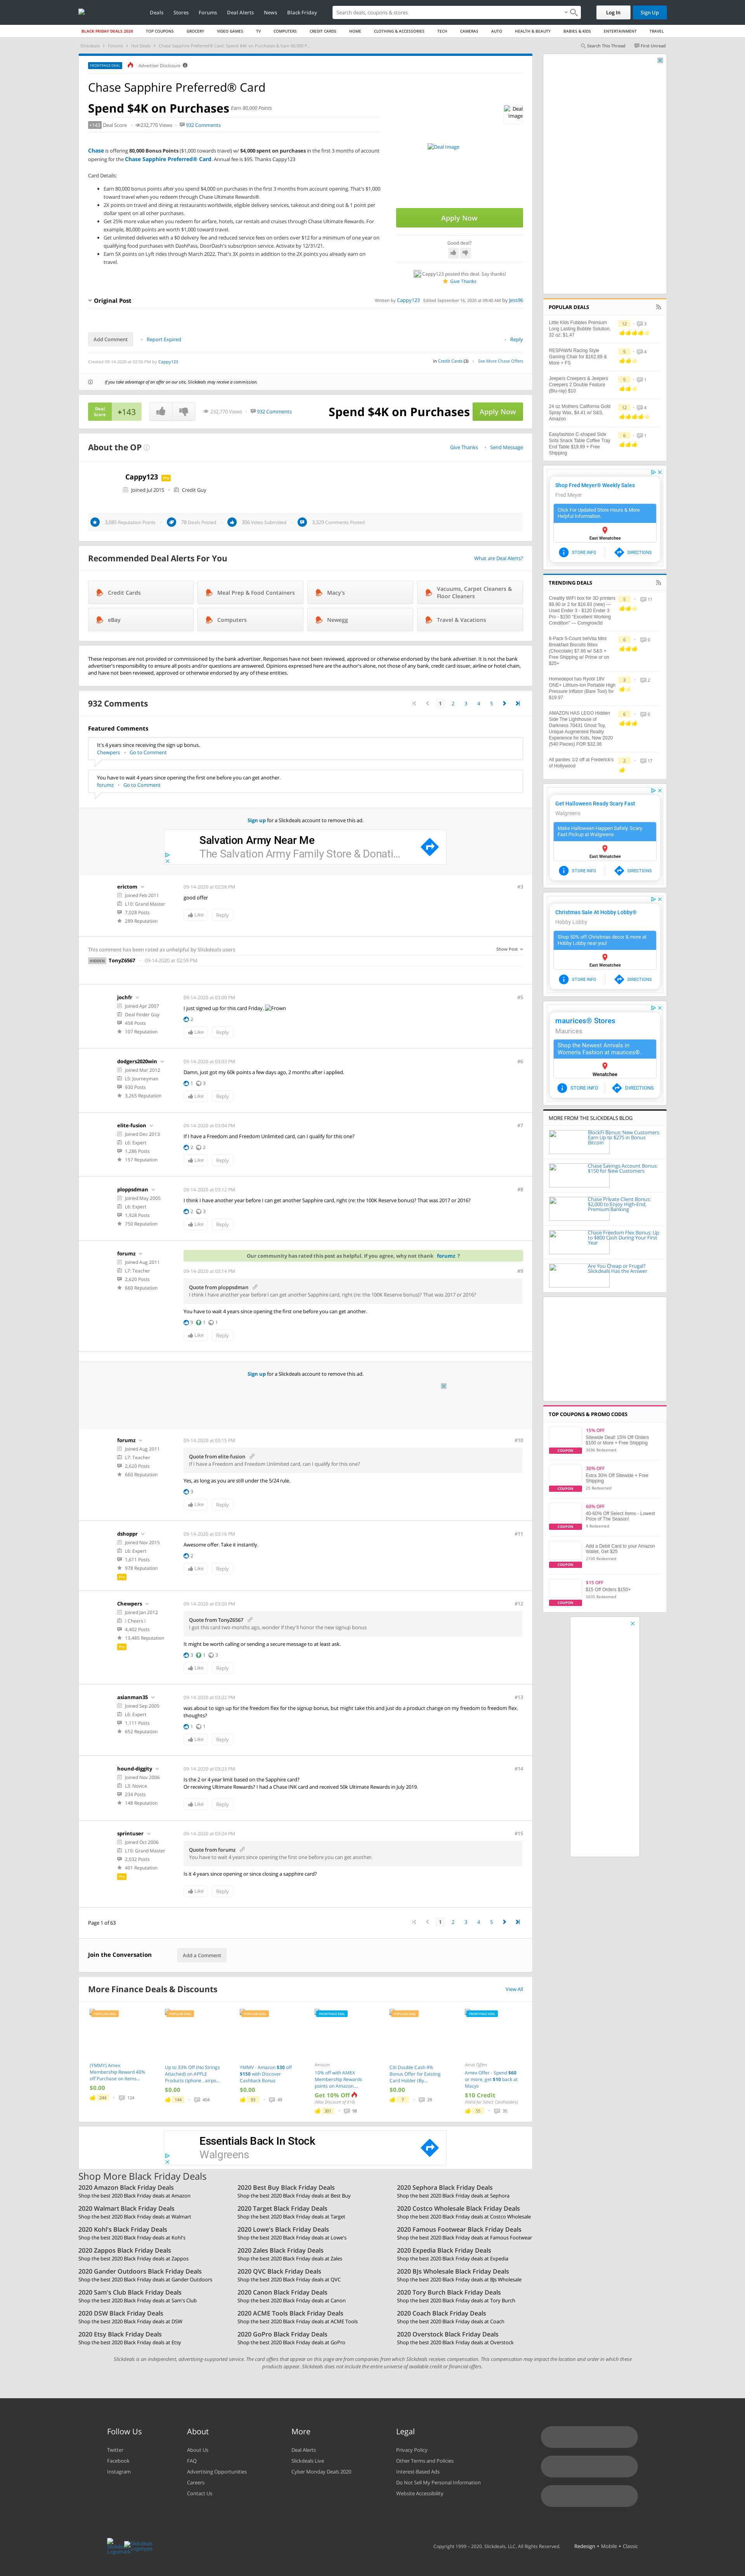 Deals
Stores
Forums
Deal Alerts
News
Black Friday
Search deals, coupons & stores
Log In
Sign Up
BLACK FRIDAY DEALS 2020
TOP COUPONS
GROCERY
VIDEO GAMES
TV
COMPUTERS
CREDIT CARDS
HOME
CLOTHING & ACCESSORIES
TECH
CAMERAS
AUTO
HEALTH & BEAUTY
BABIES & KIDS
ENTERTAINMENT
TRAVEL
Slickdeals > Forums > Hot Deals > Chase Sapphire Preferred® Card, Spend $4K on Purchases & Earn 80,000 P...
Search This Thread
First Unread
FRONTPAGE DEAL
Advertiser Disclosure
Chase Sapphire Preferred® Card
Spend $4K on Purchases Earn 80,000 Points
+143 Deal Score
232,770 Views
932 Comments
Chase is offering 80,000 Bonus Points ($1,000 towards travel) w/ $4,000 spent on purchases in the first 3 months of account opening for the Chase Sapphire Preferred® Card. Annual fee is $95. Thanks Cappy123
Card Details:
Earn 80,000 bonus points after you spend $4,000 on purchases in the first 3 months from account opening. That's $1,000 toward travel when you redeem through Chase Ultimate Rewards®.
2X points on travel and dining at restaurants worldwide, eligible delivery services, takeout and dining out & 1 point per dollar spent on all other purchases.
Get 25% more value when you redeem for airfare, hotels, car rentals and cruises through Chase Ultimate Rewards. For example, 80,000 points are worth $1,000 toward travel.
Get unlimited deliveries with a $0 delivery fee and reduced service fees on orders over $12 for a minimum of one year on qualifying food purchases with DashPass, DoorDash's subscription service. Activate by 12/31/21.
Earn 5X points on Lyft rides through March 2022. That's 3X points in addition to the 2X points you already earn on travel.
Deal Image
Deal Image
Apply Now
Good deal?
Cappy123 posted this deal. Say thanks!
Give Thanks
Original Post
Written by Cappy123 Edited September 16, 2020 at 09:40 AM by Jess96
Add Comment
Report Expired
Reply
Created 09-14-2020 at 02:50 PM by Cappy123
in Credit Cards (3)
See More Chase Offers
If you take advantage of an offer on our site, Slickdeals may receive a commission.
Deal Score
+143
232,770 Views
932 Comments
Spend $4K on Purchases
Apply Now
About the OP
Give Thanks
Send Message
Cappy123 Pro
Joined Jul 2015
Credit Guy
3,085 Reputation Points
78 Deals Posted
356 Votes Submitted
3,329 Comments Posted
Recommended Deal Alerts For You
What are Deal Alerts?
Credit Cards
Meal Prep & Food Containers
Macy's
Vacuums, Carpet Cleaners & Floor Cleaners
eBay
Computers
Newegg
Travel & Vacations
These responses are not provided or commissioned by the bank advertiser. Responses have not been reviewed, approved or otherwise endorsed by the bank advertiser. It is not the bank advertiser's responsibility to ensure all posts and/or questions are answered. Opinions expressed here are the author's alone, not those of any bank, credit card issuer, airline or hotel chain, and have not been reviewed, approved or otherwise endorsed by any of these entities.
932 Comments
1 2 3 4 5
Featured Comments
It's 4 years since receiving the sign up bonus.
Chewpers
Go to Comment
You have to wait 4 years since opening the first one before you can get another.
forumz
Go to Comment
Sign up for a Slickdeals account to remove this ad.
Salvation Army Near Me
The Salvation Army Family Store & Donati...
erictom
Joined Feb 2011
L10: Grand Master
7,028 Posts
289 Reputation
09-14-2020 at 02:58 PM
#3
good offer
Like
Reply
This comment has been rated as unhelpful by Slickdeals users.
HIDDEN TonyZ6567
09-14-2020 at 02:59 PM
Show Post
jochfr
Joined Apr 2007
Deal Finder Guy
458 Posts
107 Reputation
09-14-2020 at 03:00 PM
#5
I just signed up for this card Friday. Frown
2
Like
Reply
dodgers2020win
Joined Mar 2012
L5: Journeyman
930 Posts
3,265 Reputation
09-14-2020 at 03:03 PM
#6
Damn, just got my 60k points a few days ago, 2 months after i applied.
1 3
Like
Reply
elite-fusion
Joined Dec 2013
L6: Expert
1,286 Posts
157 Reputation
09-14-2020 at 03:04 PM
#7
If I have a Freedom and Freedom Unlimited card, can I qualify for this one?
2 2
Like
Reply
ploppsdman
Joined May 2005
L6: Expert
1,928 Posts
750 Reputation
09-14-2020 at 03:12 PM
#8
I think I have another year before I can get another Sapphire card, right (re: the 100K Reserve bonus)? That was 2017 or 2016?
2 3
Like
Reply
forumz
Joined Aug 2011
L7: Teacher
2,620 Posts
660 Reputation
Our community has rated this post as helpful. If you agree, why not thank forumz ?
09-14-2020 at 03:14 PM
#9
Quote from ploppsdman
I think I have another year before I can get another Sapphire card, right (re: the 100K Reserve bonus)? That was 2017 or 2016?
You have to wait 4 years since opening the first one before you can get another.
9 1 1
Like
Reply
Sign up for a Slickdeals account to remove this ad.
forumz
Joined Aug 2011
L7: Teacher
2,620 Posts
660 Reputation
09-14-2020 at 03:15 PM
#10
Quote from elite-fusion
If I have a Freedom and Freedom Unlimited card, can I qualify for this one?
Yes, as long as you are still under the 5/24 rule.
3
Like
Reply
dshoppr
Joined Nov 2015
L6: Expert
1,611 Posts
978 Reputation
Pro
09-14-2020 at 03:16 PM
#11
Awesome offer. Take it instantly.
2
Like
Reply
Chewpers
Joined Jan 2012
! Cheers !
4,402 Posts
13,485 Reputation
Pro
09-14-2020 at 03:20 PM
#12
Quote from TonyZ6567
I got this card two months ago, wonder if they'll honor the new signup bonus
It might be worth calling or sending a secure message to at least ask.
3 1 3
Like
Reply
asianman35
Joined Sep 2005
L6: Expert
1,111 Posts
652 Reputation
09-14-2020 at 03:22 PM
#13
was about to sign up for the freedom flex for the signup bonus, but might take this and just do a product change on my freedom to freedom flex. thoughts?
1 1
Like
Reply
hound-diggity
Joined Nov 2006
L3: Novice
234 Posts
148 Reputation
09-14-2020 at 03:23 PM
#14
Is the 2 or 4 year limit based on the Sapphire card?
Or receiving Ultimate Rewards? I had a Chase INK card and received 50k Ultimate Rewards in July 2019.
Like
Reply
sprintuser
Joined Oct 2006
L10: Grand Master
2,032 Posts
401 Reputation
Pro
09-14-2020 at 03:24 PM
#15
Quote from forumz
You have to wait 4 years since opening the first one before you can get another.
Is it 4 years since opening or since closing a sapphire card?
Like
Reply
Page 1 of 63
1 2 3 4 5
Join the Conversation
Add a Comment
More Finance Deals & Discounts
View All
POPULAR DEAL
(YMMY) Amex Membership Reward 40% off Purchase on Items...
$0.00
244 124
POPULAR DEAL
Up to 33% Off (No Strings Attached) on APPLE Products (iphone , airpo...
$0.00
144 404
POPULAR DEAL
YMMV - Amazon $30 off $150 with Discover Cashback Bonus
$0.00
93 49
FRONTPAGE DEAL
Amazon
10% off with AMEX Membership Rewards points on Amazon,...
Get 10% Off
(Max Discount of $10)
301 98
POPULAR DEAL
Citi Double Cash 4% Bonus Offer for Existing Card Holder (By...
$0.00
7 29
FRONTPAGE DEAL
Amex Offers
Amex Offer - Spend $60 or more, get $10 back at Macys
$10 Credit
(Valid for Select Cardholders)
55 35
Essentials Back In Stock
Walgreens
Shop More Black Friday Deals
2020 Amazon Black Friday Deals
Shop the best 2020 Black Friday deals at Amazon
2020 Best Buy Black Friday Deals
Shop the best 2020 Black Friday deals at Best Buy
2020 Sephora Black Friday Deals
Shop the best 2020 Black Friday deals at Sephora
2020 Walmart Black Friday Deals
Shop the best 2020 Black Friday deals at Walmart
2020 Target Black Friday Deals
Shop the best 2020 Black Friday deals at Target
2020 Costco Wholesale Black Friday Deals
Shop the best 2020 Black Friday deals at Costco Wholesale
2020 Kohl's Black Friday Deals
Shop the best 2020 Black Friday deals at Kohl's
2020 Lowe's Black Friday Deals
Shop the best 2020 Black Friday deals at Lowe's
2020 Famous Footwear Black Friday Deals
Shop the best 2020 Black Friday deals at Famous Footwear
2020 Zappos Black Friday Deals
Shop the best 2020 Black Friday deals at Zappos
2020 Zales Black Friday Deals
Shop the best 2020 Black Friday deals at Zales
2020 Expedia Black Friday Deals
Shop the best 2020 Black Friday deals at Expedia
2020 Gander Outdoors Black Friday Deals
Shop the best 2020 Black Friday deals at Gander Outdoors
2020 QVC Black Friday Deals
Shop the best 2020 Black Friday deals at QVC
2020 BJs Wholesale Black Friday Deals
Shop the best 2020 Black Friday deals at BJs Wholesale
2020 Sam's Club Black Friday Deals
Shop the best 2020 Black Friday deals at Sam's Club
2020 Canon Black Friday Deals
Shop the best 2020 Black Friday deals at Canon
2020 Tory Burch Black Friday Deals
Shop the best 2020 Black Friday deals at Tory Burch
2020 DSW Black Friday Deals
Shop the best 2020 Black Friday deals at DSW
2020 ACME Tools Black Friday Deals
Shop the best 2020 Black Friday deals at ACME Tools
2020 Coach Black Friday Deals
Shop the best 2020 Black Friday deals at Coach
2020 Etsy Black Friday Deals
Shop the best 2020 Black Friday deals at Etsy
2020 GoPro Black Friday Deals
Shop the best 2020 Black Friday deals at GoPro
2020 Overstock Black Friday Deals
Shop the best 2020 Black Friday deals at Overstock
Slickdeals is an independent, advertising-supported service. The card offers that appear on this page are from companies from which Slickdeals receives compensation. This compensation may impact the location and order in which these products appear. Slickdeals does not include the entire universe of available credit or financial offers.
POPULAR DEALS
Little Kids Fubbles Premium Long Lasting Bubble Solution, 32 oz: $1.47
12 3
RESPAWN Racing Style Gaming Chair for $162.89 & More + FS
5 4
Jeepers Creepers & Jeepers Creepers 2 Double Feature (Blu-ray) $10
5 1
24 oz Mothers California Gold Spray Wax, $4.41 w/ S&S, Amazon
12 4
Easyfashion C-shaped Side Sofa Snack Table Coffee Tray End Table $19.99 + Free Shipping
6 1
Shop Fred Meyer® Weekly Sales
Fred Meyer
Click For Updated Store Hours & More Helpful Information.
East Wenatchee
STORE INFO
DIRECTIONS
TRENDING DEALS
Creality WIFI box for 3D printers $9.90 or 2 for $16.83 (new) --- Used Ender 3 - $120 Ender 3 Pro - $150 "Excellent Working Condition" --- Comgrow3d
5 11
6-Pack 5-Count belVita Mini Breakfast Biscuits Bites (Chocolate) $7.66 w/ S&S + Free Shipping w/ Prime or on $25+
6 0
Homedepot has Ryobi 18V ONE+ Lithium-Ion Portable High Pressure Inflator (Bare Tool) for $19.97
3 2
AMAZON HAS LEGO Hidden Side The Lighthouse of Darkness 70431 Ghost Toy, Unique Augmented Reality Experience for Kids, New 2020 (540 Pieces) FOR $32.36
6 0
All panties 1/2 off at Frederick's of Hollywood
2 17
Get Halloween Ready Scary Fast
Walgreens
Make Halloween Happen Safely. Scary Fast Pickup at Walgreens
East Wenatchee
STORE INFO
DIRECTIONS
Christmas Sale At Hobby Lobby®
Hobby Lobby
Shop 50% off Christmas decor & more at Hobby Lobby near you!
East Wenatchee
STORE INFO
DIRECTIONS
maurices® Stores
Maurices
Shop the Newest Arrivals in Women's Fashion at maurices®.
Wenatchee
STORE INFO
DIRECTIONS
MORE FROM THE SLICKDEALS BLOG
BlockFi Bonus: New Customers Earn Up to $275 in Bonus Bitcoin
Chase Savings Account Bonus: $150 for New Customers
Chase Private Client Bonus: $2,000 to Enjoy High-End, Premium Banking
Chase Freedom Flex Bonus: Up to $800 Cash During Your First Year
Are You Cheap or Frugal? Slickdeals Has the Answer
TOP COUPONS & PROMO CODES
15% OFF
Sitewide Deal! 15% Off Orders $100 or More + Free Shipping
COUPON
30% OFF
Extra 30% Off Sitewide + Free Shipping
25 Redeemed
COUPON
60% OFF
40-60% Off Select Items - Lowest Price of The Season!
COUPON
Add a Debit Card to your Amazon Wallet, Get $25
COUPON
$15 OFF
$15 Off Orders $150+
COUPON
Follow Us
Twitter
Facebook
Instagram
About
About Us
FAQ
Advertising Opportunities
Careers
Contact Us
More
Deal Alerts
Slickdeals Live
Cyber Monday Deals 2020
Legal
Privacy Policy
Other Terms and Policies
Interest-Based Ads
Do Not Sell My Personal Information
Website Accessibility
Copyright 1999 – 2020. Slickdeals, LLC. All Rights Reserved.
Redesign • Mobile • Classic